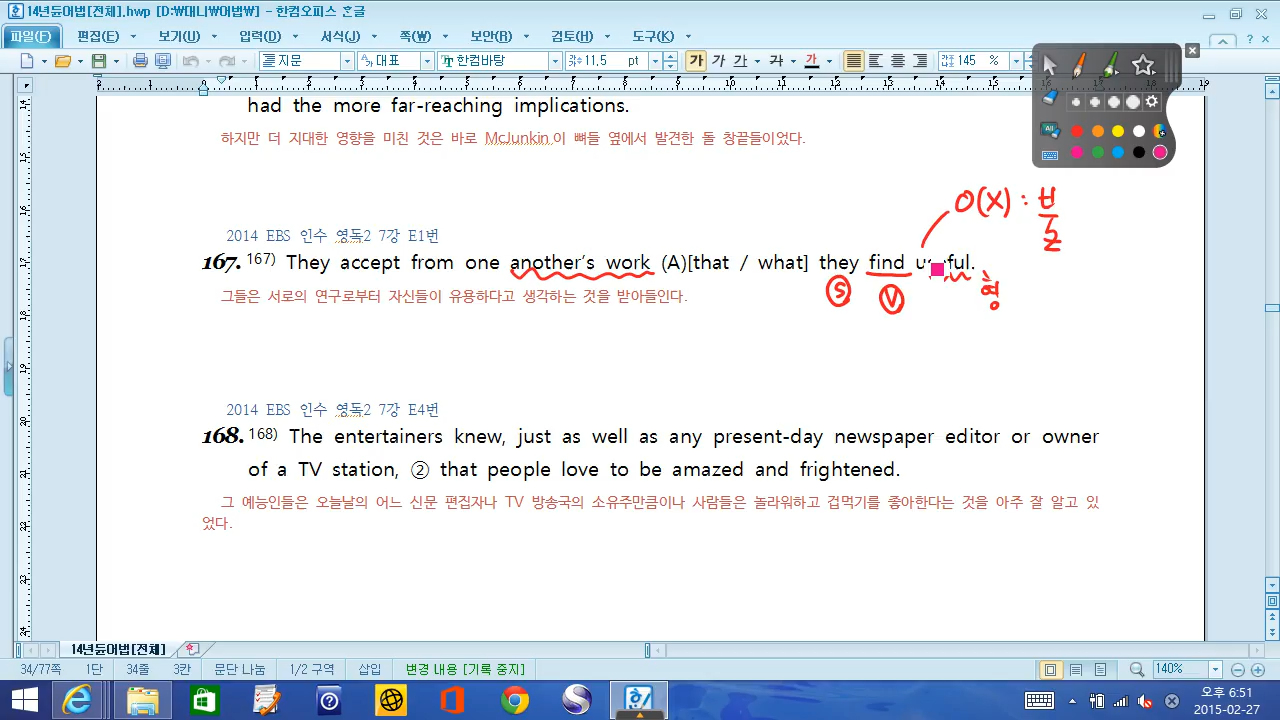 14년듄어법[전체].hwp [D:₩대니₩어법₩] - 한컴오피스 한글
파일(F) 편집(E) 보기(U) 입력(D) 서식(J) 쪽(W) 보안(R) 검토(H) 도구(K)
지문 대표 한컴바탕 11,5 pt 가 가 가 가 가 145 %
had the more far-reaching implications.
하지만 더 지대한 영향을 미친 것은 바로 McJunkin이 뼈들 옆에서 발견한 돌 창끝들이었다.
O(X) : 불
2014 EBS 인수 영독2 7강 E1번
167. 167) They accept from one another's work (A)[that / what] they find useful.
그들은 서로의 연구로부터 자신들이 유용하다고 생각하는 것을 받아들인다.
S V 형
2014 EBS 인수 영독2 7강 E4번
168. 168) The entertainers knew, just as well as any present-day newspaper editor or owner
of a TV station, ② that people love to be amazed and frightened.
그 예능인들은 오늘날의 어느 신문 편집자나 TV 방송국의 소유주만큼이나 사람들은 놀라워하고 겁먹기를 좋아한다는 것을 아주 잘 알고 있
었다.
14년듄어법[전체]
34/77쪽 1단 34줄 3칸 문단 나눔 1/2 구역 삽입 변경 내용 [기록 중지] 140%
오후 6:51
2015-02-27